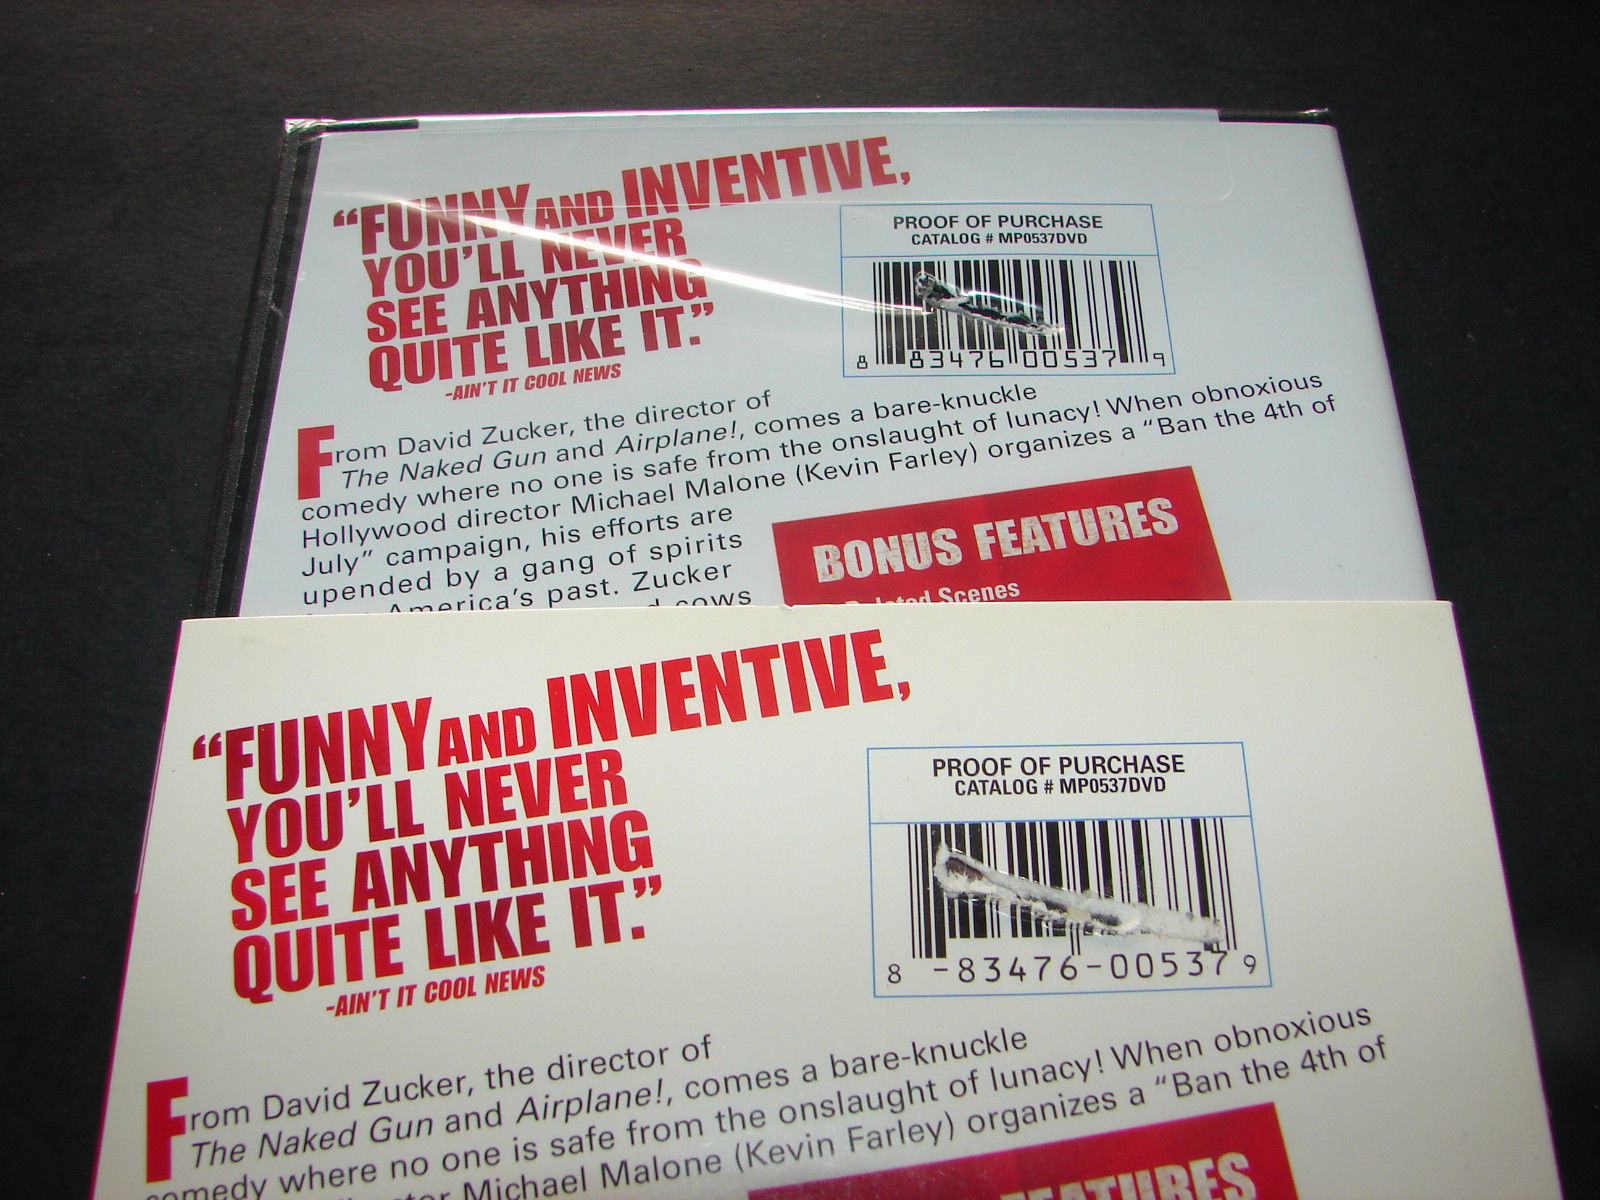 “FUNNY AND INVENTIVE,
YOU’LL NEVER
SEE ANYTHING
QUITE LIKE IT.”
-AIN’T IT COOL NEWS
PROOF OF PURCHASE
CATALOG # MP0537DVD
8 83476 00537 9
From David Zucker, the director of
The Naked Gun and Airplane!, comes a bare-knuckle
comedy where no one is safe from the onslaught of lunacy! When obnoxious
Hollywood director Michael Malone (Kevin Farley) organizes a “Ban the 4th of
July” campaign, his efforts are
upended by a gang of spirits
America’s past. Zucker
cows
BONUS FEATURES
Scenes
“FUNNY AND INVENTIVE,
YOU’LL NEVER
SEE ANYTHING
QUITE LIKE IT.”
-AIN’T IT COOL NEWS
PROOF OF PURCHASE
CATALOG # MP0537DVD
8 -83476-00537 9
From David Zucker, the director of
The Naked Gun and Airplane!, comes a bare-knuckle
comedy where no one is safe from the onslaught of lunacy! When obnoxious
Michael Malone (Kevin Farley) organizes a “Ban the 4th of
FEATURES